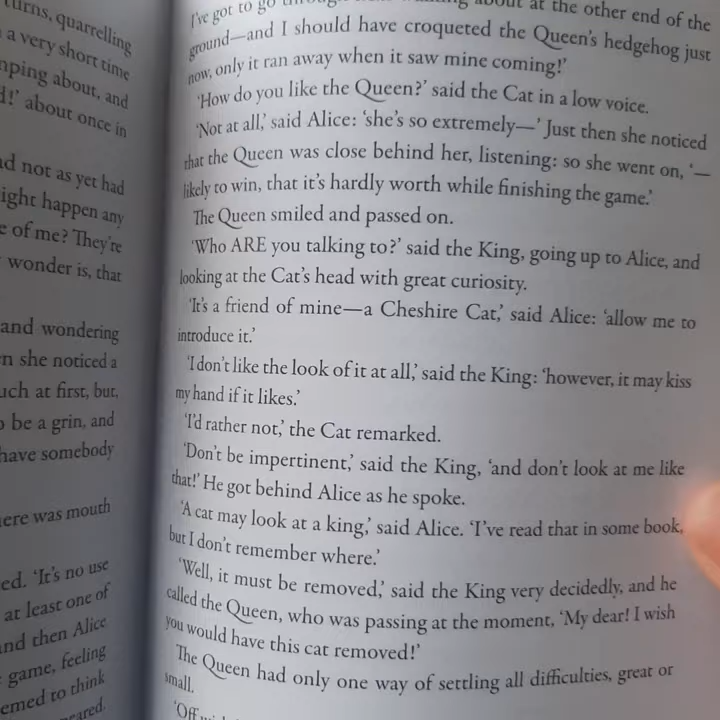 turns, quarrelling
a very short time
about, and
about once in
not as yet had
happen any
of me? They're
wonder is, that
and wondering
she noticed a
at first, but,
be a grin, and
have somebody
there was mouth
'It's no use
at least one of
and then Alice
game, feeling
to think
I've got to go about at the other end of the
ground—and I should have croqueted the Queen's hedgehog just
now, only it ran away when it saw mine coming!'
'How do you like the Queen?' said the Cat in a low voice.
'Not at all,' said Alice: 'she's so extremely—' Just then she noticed
that the Queen was close behind her, listening: so she went on, '—
likely to win, that it's hardly worth while finishing the game.'
The Queen smiled and passed on.
'Who ARE you talking to?' said the King, going up to Alice, and
looking at the Cat's head with great curiosity.
'It's a friend of mine—a Cheshire Cat,' said Alice: 'allow me to
introduce it.'
'I don't like the look of it at all,' said the King: 'however, it may kiss
my hand if it likes.'
'I'd rather not,' the Cat remarked.
'Don't be impertinent,' said the King, 'and don't look at me like
that!' He got behind Alice as he spoke.
'A cat may look at a king,' said Alice. 'I've read that in some book,
but I don't remember where.'
'Well, it must be removed,' said the King very decidedly, and he
called the Queen, who was passing at the moment, 'My dear! I wish
you would have this cat removed!'
The Queen had only one way of settling all difficulties, great or
small.
'Off